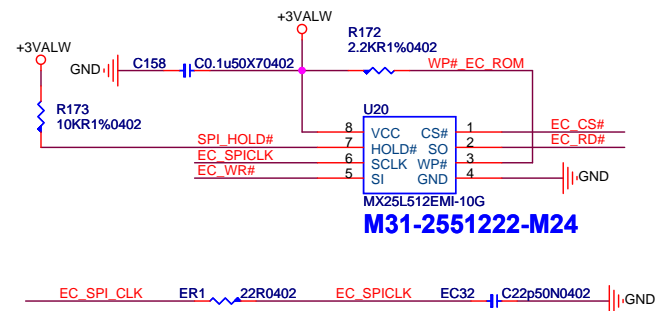 +3VALW
+3VALW
R172
2.2KR1%0402
GND
C158
C0.1u50X70402
WP#_EC_ROM
R173
10KR1%0402
U20
SPI_HOLD#
EC_SPICLK
EC_WR#
8 VCC CS# 1
7 HOLD# SO 2
6 SCLK WP# 3
5 SI GND 4
EC_CS#
EC_RD#
GND
MX25L512EMI-10G
M31-2551222-M24
EC_SPI_CLK
ER1
22R0402
EC_SPICLK
EC32
C22p50N0402
GND